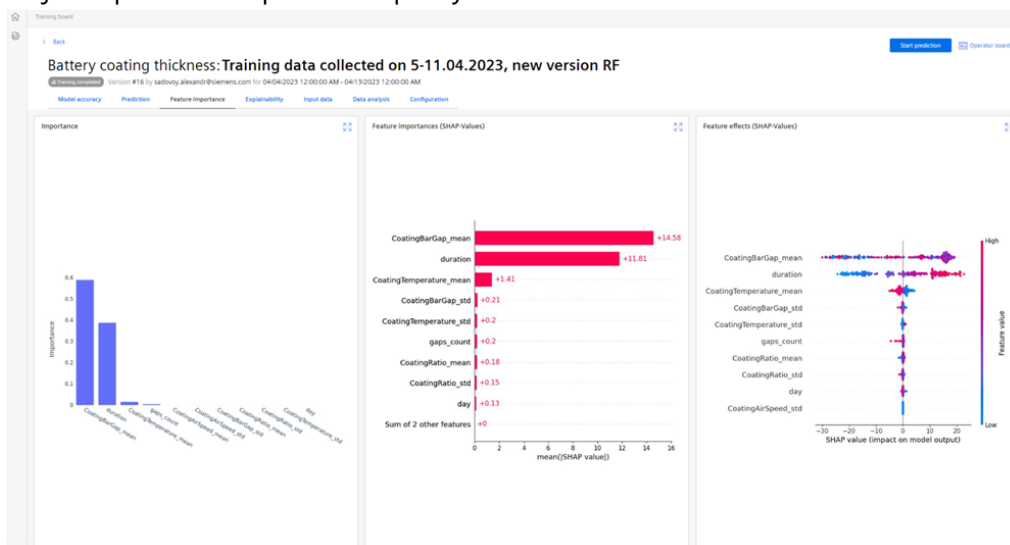 Training board
Back
Start prediction
Operator board
Battery coating thickness: Training data collected on 5-11.04.2023, new version RF
Training completed Version #16 by sadovoy.alexandr@siemens.com for 04/04/2023 12:00:00 AM - 04/13/2023 12:00:00 AM
Model accuracy Prediction Feature importance Explainability Input data Data analysis Configuration
Importance
0.6
0.5
0.4
0.3
0.2
0.1
0
Importance
CoatingBarGap_mean
duration
CoatingTemperature_mean
gaps_count
CoatingAirSpeed_mean
CoatingAirSpeed_std
CoatingBarGap_std
CoatingRatio_mean
CoatingRatio_std
CoatingTemperature_std
day
Feature importances (SHAP-Values)
CoatingBarGap_mean +14.58
duration +11.81
CoatingTemperature_mean +1.41
CoatingBarGap_std +0.21
CoatingTemperature_std +0.2
gaps_count +0.2
CoatingRatio_mean +0.18
CoatingRatio_std +0.15
day +0.13
Sum of 2 other features +0
0 2 4 6 8 10 12 14 16
mean(|SHAP value|)
Feature effects (SHAP-Values)
High
CoatingBarGap_mean
duration
CoatingTemperature_mean
CoatingBarGap_std
CoatingTemperature_std
gaps_count
CoatingRatio_mean
CoatingRatio_std
day
CoatingAirSpeed_std
Feature value
Low
−30 −20 −10 0 10 20
SHAP value (impact on model output)